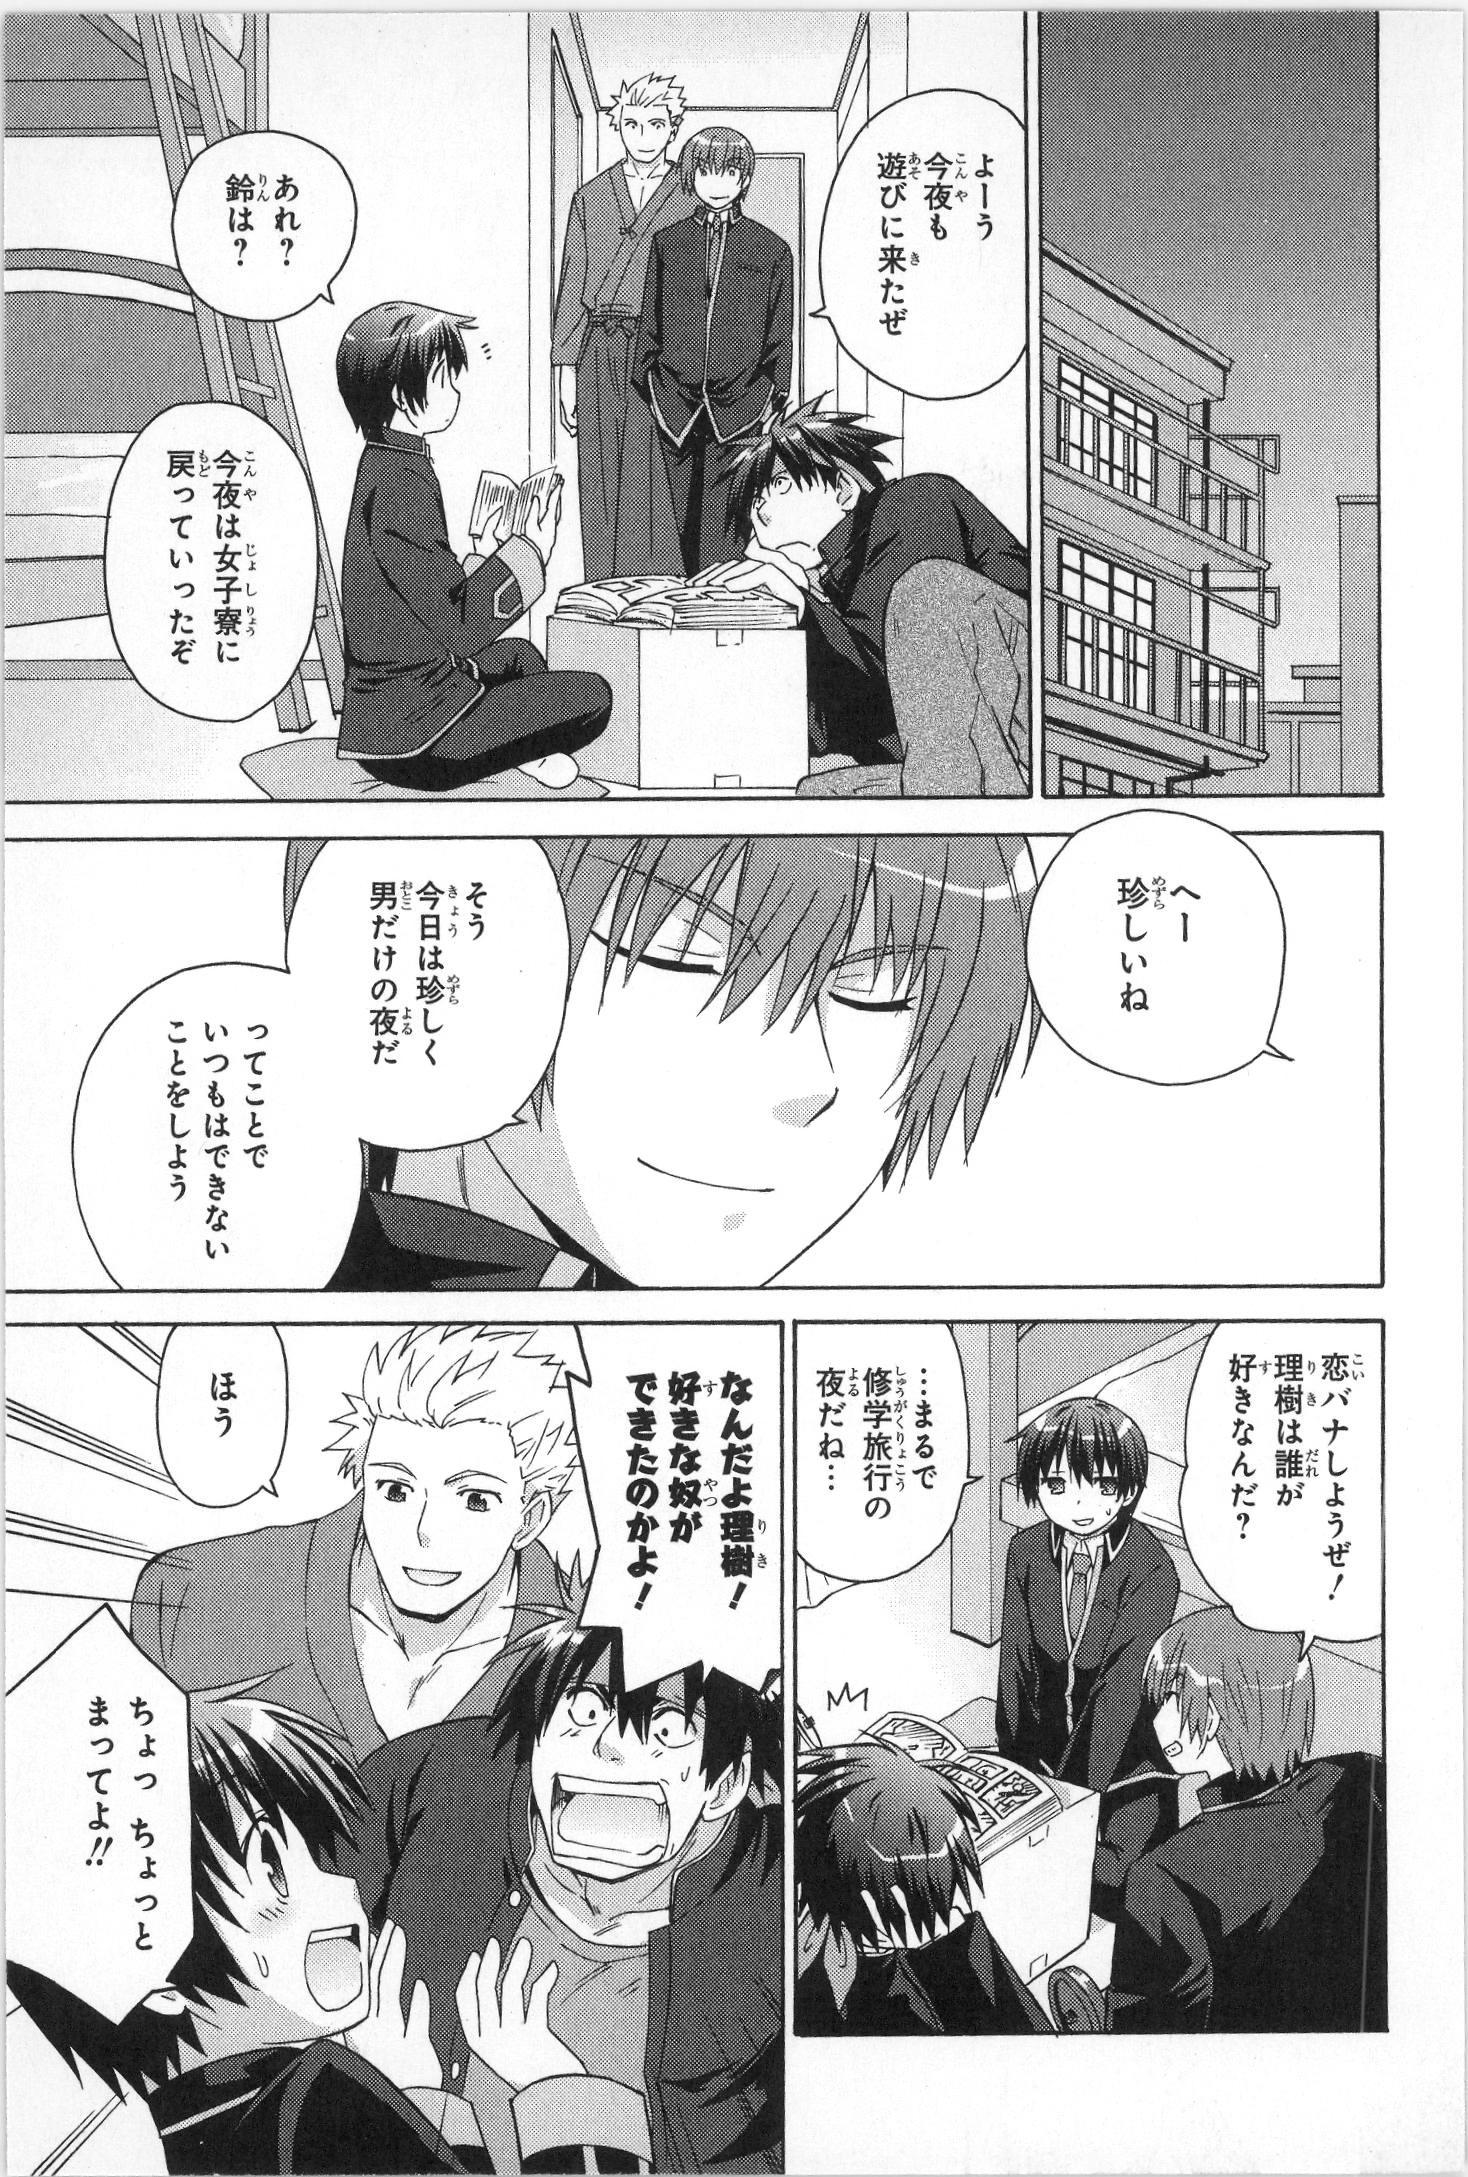 よーう
今夜も
遊びに来たぜ
あれ?
鈴は?
今夜は女子寮に
戻っていったぞ
へー
珍しいね
そう
今日は珍しく
男だけの夜だ
ってことで
いつもはできない
ことをしよう
恋バナしようぜ!
理樹は誰が
好きなんだ?
…まるで
修学旅行の
夜だね…
なんだよ理樹!
好きな奴が
できたのかよ!
ほう
ちょっ ちょっと
まってよ!!